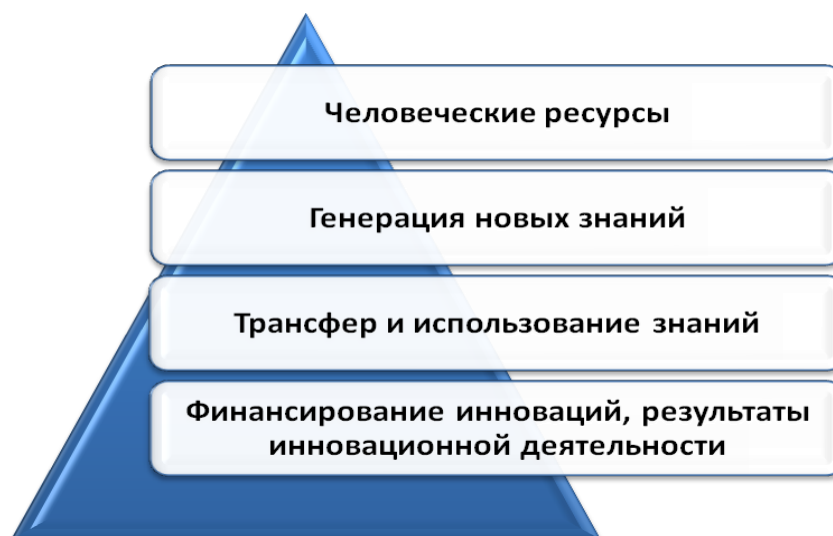 Человеческие ресурсы
Генерация новых знаний
Трансфер и использование знаний
Финансирование инноваций, результаты
инновационной деятельности